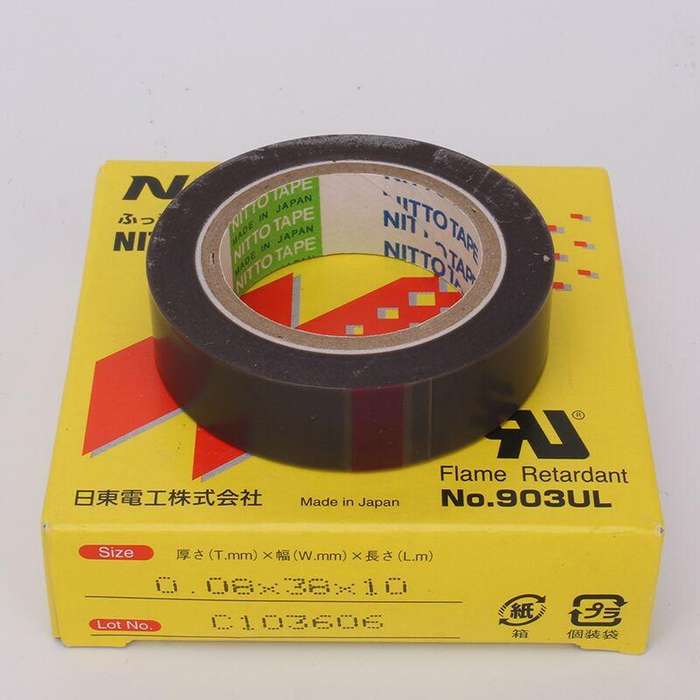 NITTO TAPE
MADE IN JAPAN
NITTO TAPE
MADE IN JAPAN
NITTO TAPE
NITTO TAPE
NITTO TAPE
NITTO TAPE
日東電工株式会社
Made in Japan
®
Flame Retardant
No.903UL
Size
厚さ(T.mm)×幅(W.mm)×長さ(L.m)
0.08×38×10
Lot No.
C103606
紙
箱
プラ
個装袋